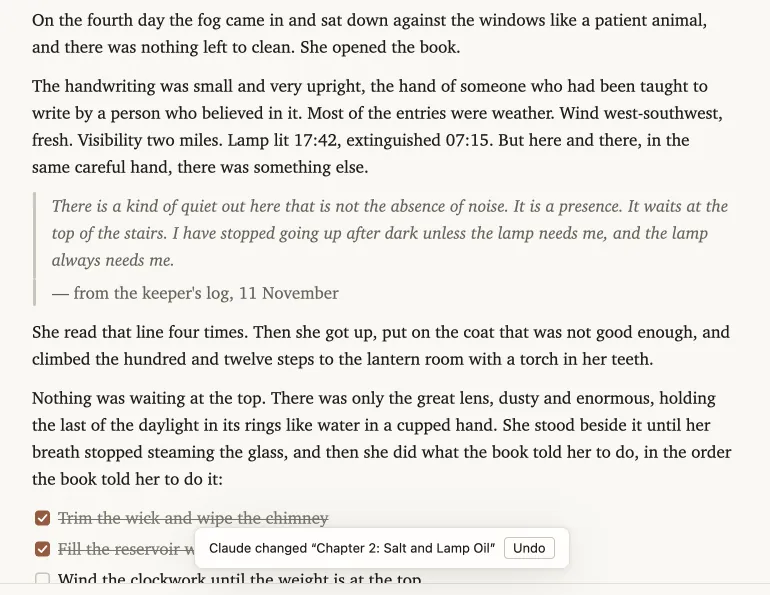 On the fourth day the fog came in and sat down against the windows like a patient animal,
and there was nothing left to clean. She opened the book.
The handwriting was small and very upright, the hand of someone who had been taught to
write by a person who believed in it. Most of the entries were weather. Wind west-southwest,
fresh. Visibility two miles. Lamp lit 17:42, extinguished 07:15. But here and there, in the
same careful hand, there was something else.
There is a kind of quiet out here that is not the absence of noise. It is a presence. It waits at the
top of the stairs. I have stopped going up after dark unless the lamp needs me, and the lamp
always needs me.
— from the keeper's log, 11 November
She read that line four times. Then she got up, put on the coat that was not good enough, and
climbed the hundred and twelve steps to the lantern room with a torch in her teeth.
Nothing was waiting at the top. There was only the great lens, dusty and enormous, holding
the last of the daylight in its rings like water in a cupped hand. She stood beside it until her
breath stopped steaming the glass, and then she did what the book told her to do, in the order
the book told her to do it:
Trim the wick and wipe the chimney
Fill the reservoir
Claude changed “Chapter 2: Salt and Lamp Oil” Undo
Wind the clockwork until the weight is at the top